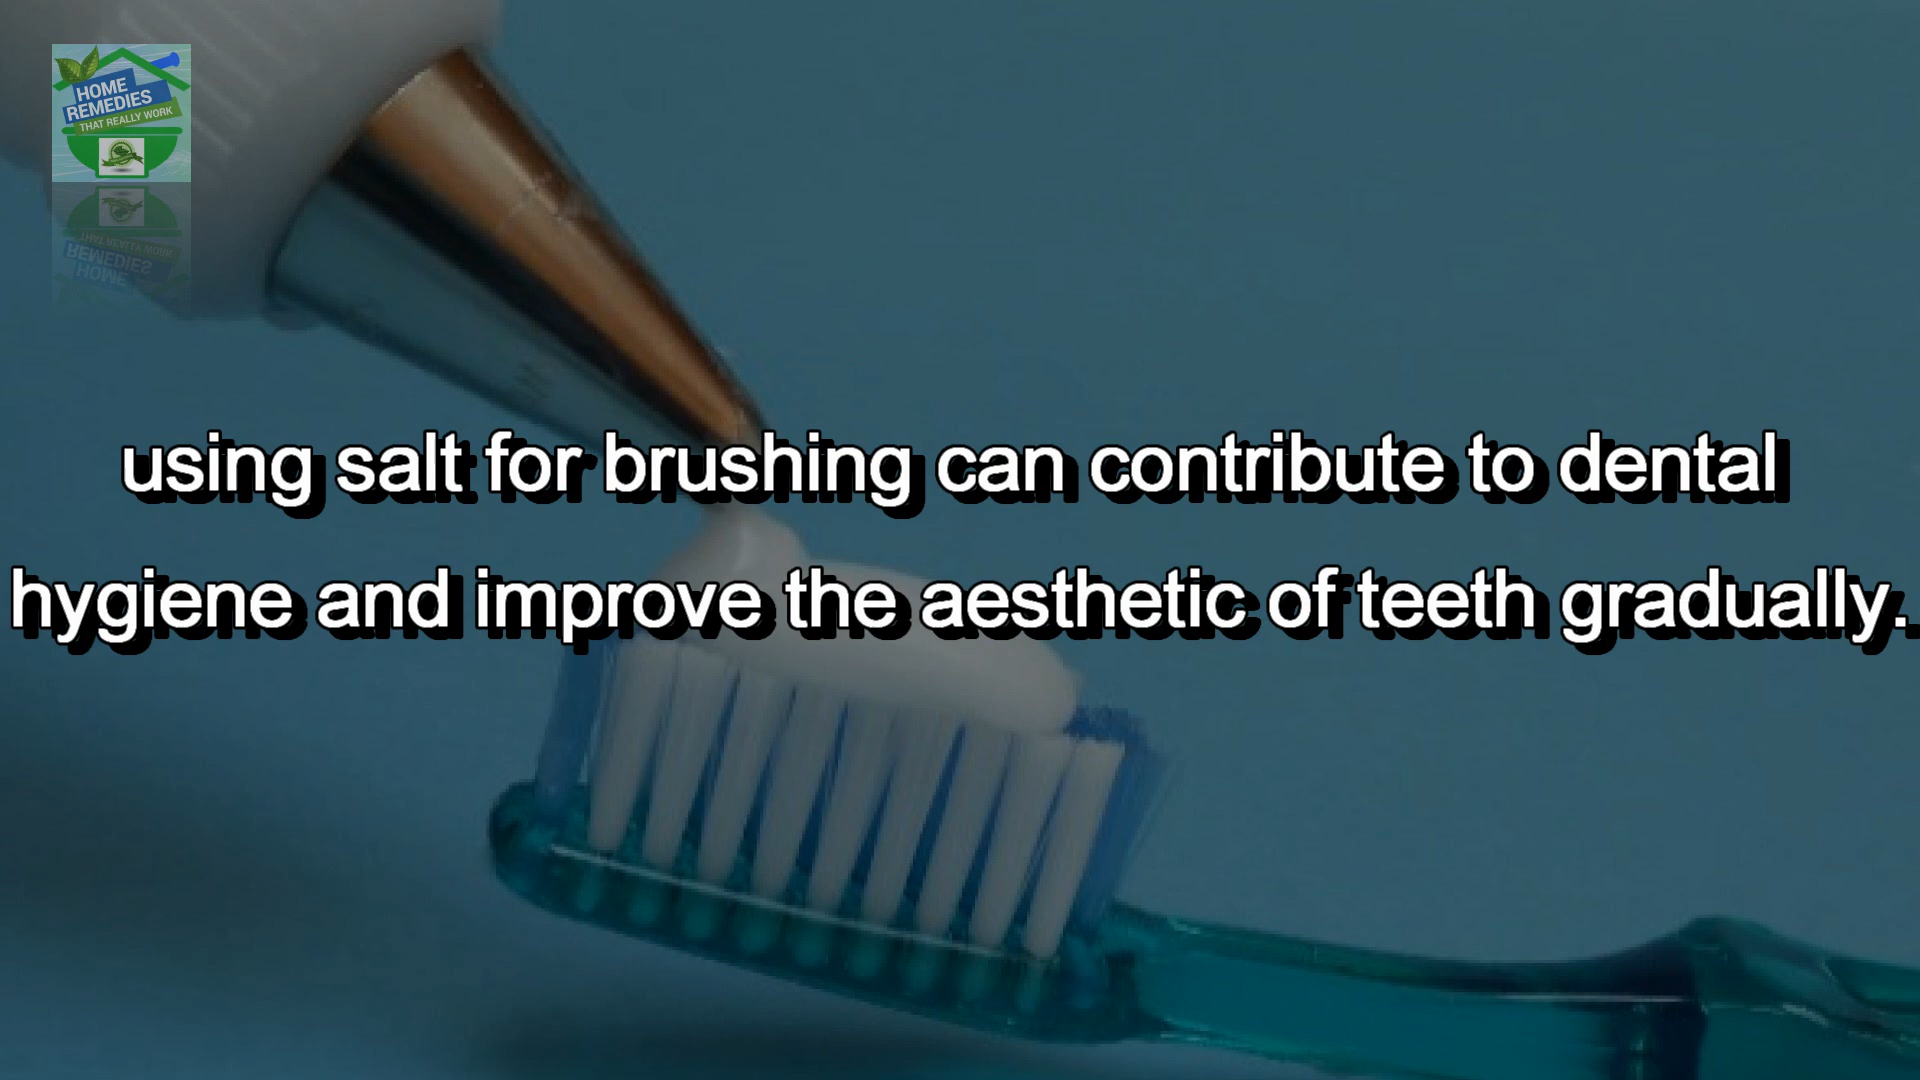 HOME
REMEDIES
THAT REALLY WORK
using salt for brushing can contribute to dental
hygiene and improve the aesthetic of teeth gradually.